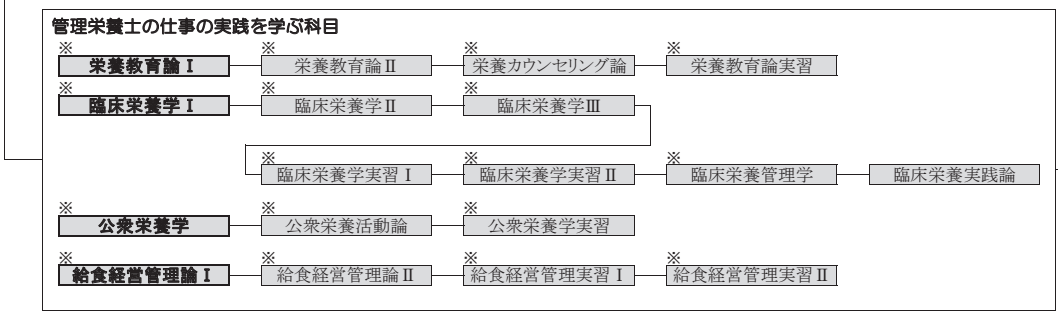 管理栄養士の仕事の実践を学ぶ科目
※ ※ ※ ※
栄養教育論Ⅰ 栄養教育論Ⅱ 栄養カウンセリング論 栄養教育論実習
※ ※ ※
臨床栄養学Ⅰ 臨床栄養学Ⅱ 臨床栄養学Ⅲ
※ ※ ※
臨床栄養学実習Ⅰ 臨床栄養学実習Ⅱ 臨床栄養管理学 臨床栄養実践論
※ ※ ※
公衆栄養学 公衆栄養活動論 公衆栄養学実習
※ ※ ※ ※
給食経営管理論Ⅰ 給食経営管理論Ⅱ 給食経営管理実習Ⅰ 給食経営管理実習Ⅱ